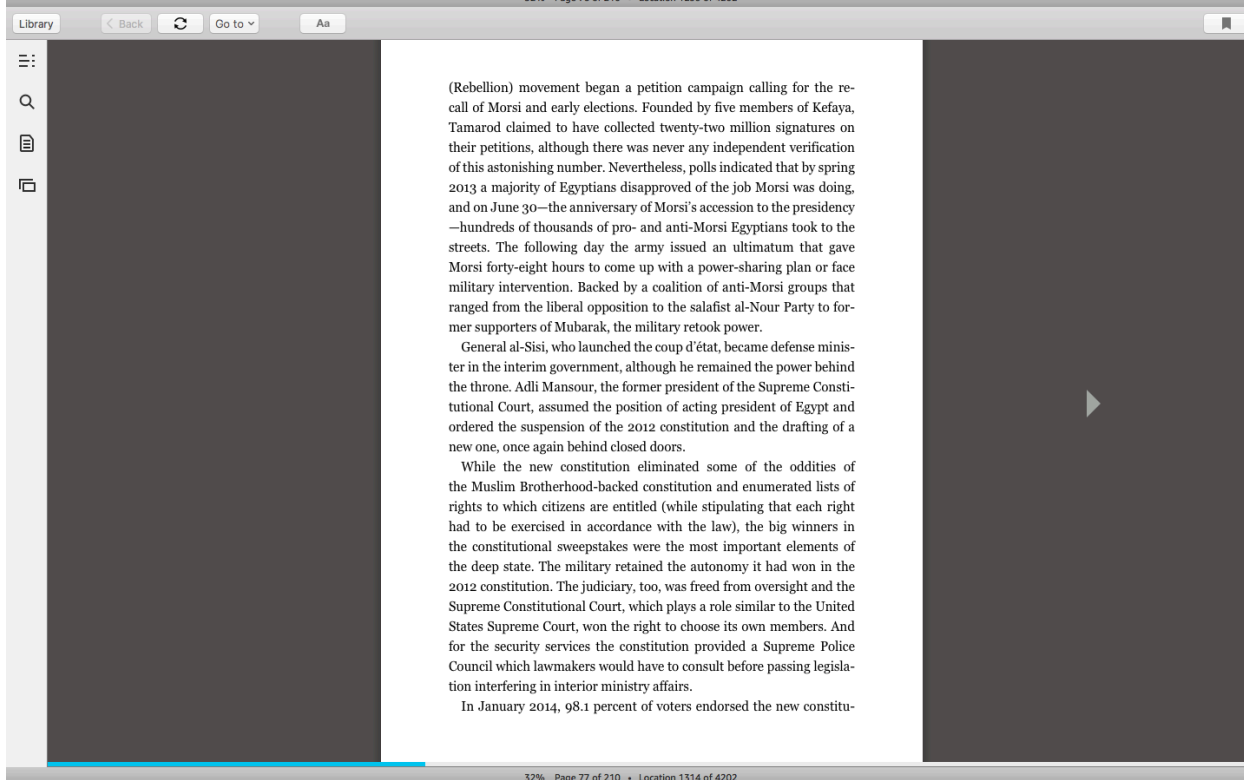 Library
Back
Go to
Aa
(Rebellion) movement began a petition campaign calling for the re-
call of Morsi and early elections. Founded by five members of Kefaya,
Tamarod claimed to have collected twenty-two million signatures on
their petitions, although there was never any independent verification
of this astonishing number. Nevertheless, polls indicated that by spring
2013 a majority of Egyptians disapproved of the job Morsi was doing,
and on June 30—the anniversary of Morsi's accession to the presidency
—hundreds of thousands of pro- and anti-Morsi Egyptians took to the
streets. The following day the army issued an ultimatum that gave
Morsi forty-eight hours to come up with a power-sharing plan or face
military intervention. Backed by a coalition of anti-Morsi groups that
ranged from the liberal opposition to the salafist al-Nour Party to for-
mer supporters of Mubarak, the military retook power.
General al-Sisi, who launched the coup d'état, became defense minis-
ter in the interim government, although he remained the power behind
the throne. Adli Mansour, the former president of the Supreme Consti-
tutional Court, assumed the position of acting president of Egypt and
ordered the suspension of the 2012 constitution and the drafting of a
new one, once again behind closed doors.
While the new constitution eliminated some of the oddities of
the Muslim Brotherhood-backed constitution and enumerated lists of
rights to which citizens are entitled (while stipulating that each right
had to be exercised in accordance with the law), the big winners in
the constitutional sweepstakes were the most important elements of
the deep state. The military retained the autonomy it had won in the
2012 constitution. The judiciary, too, was freed from oversight and the
Supreme Constitutional Court, which plays a role similar to the United
States Supreme Court, won the right to choose its own members. And
for the security services the constitution provided a Supreme Police
Council which lawmakers would have to consult before passing legisla-
tion interfering in interior ministry affairs.
In January 2014, 98.1 percent of voters endorsed the new constitu-
32% Page 77 of 210 • Location 1314 of 4202